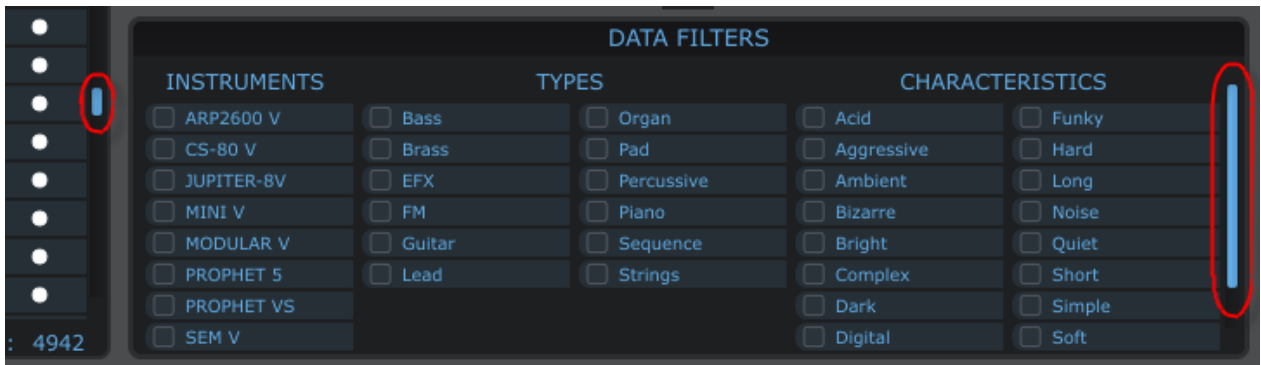 DATA FILTERS
INSTRUMENTS TYPES CHARACTERISTICS
ARP2600 V Bass Organ Acid Funky
CS-80 V Brass Pad Aggressive Hard
JUPITER-8V EFX Percussive Ambient Long
MINI V FM Piano Bizarre Noise
MODULAR V Guitar Sequence Bright Quiet
PROPHET 5 Lead Strings Complex Short
PROPHET VS Dark Simple
SEM V Digital Soft
: 4942